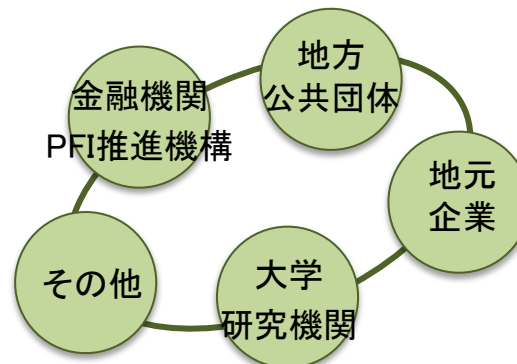 地方
公共団体
金融機関
PFI推進機構
地元
企業
その他
大学
研究機関